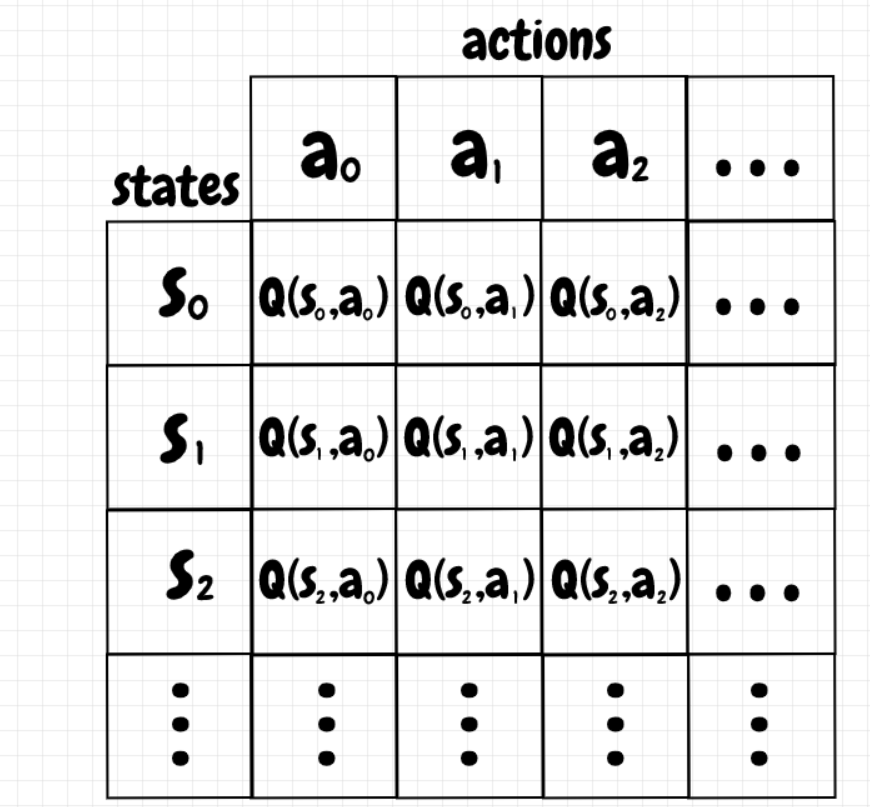 actions
states a₀ a₁ a₂ ...
s₀ Q(s₀,a₀) Q(s₀,a₁) Q(s₀,a₂) ...
s₁ Q(s₁,a₀) Q(s₁,a₁) Q(s₁,a₂) ...
s₂ Q(s₂,a₀) Q(s₂,a₁) Q(s₂,a₂) ...
⋮ ⋮ ⋮ ⋮ ⋮